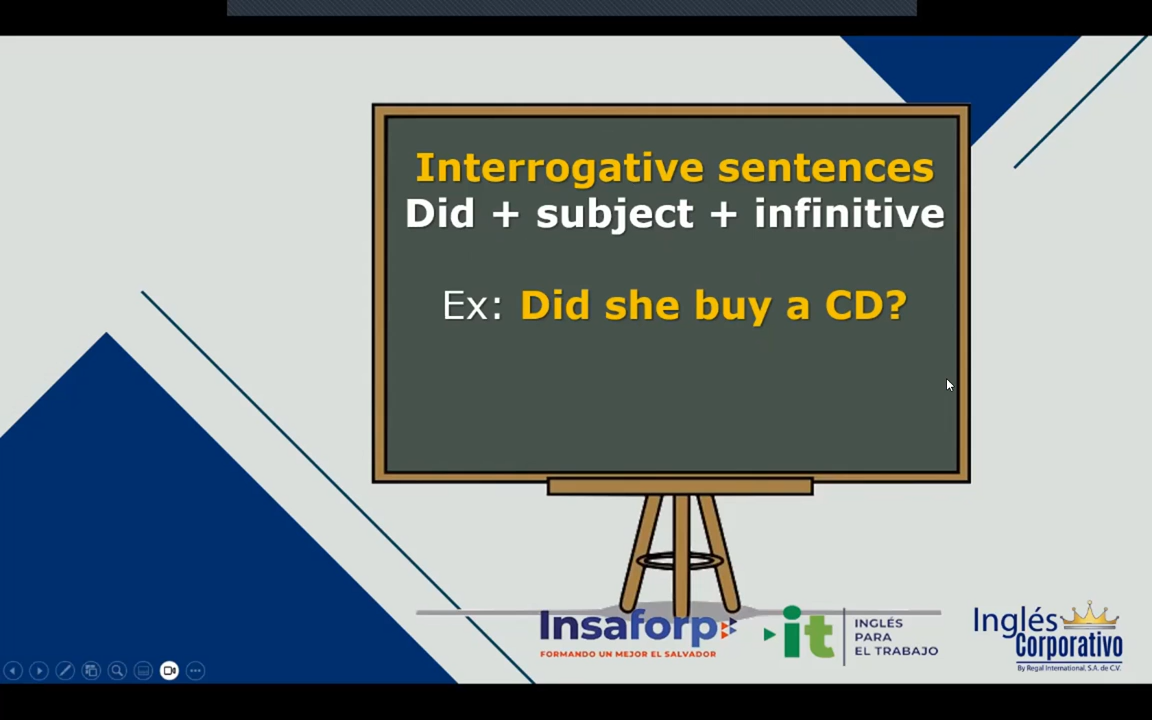 Interrogative sentences
Did + subject + infinitive
Ex: Did she buy a CD?
Insaforp
FORMANDO UN MEJOR EL SALVADOR
it
INGLÉS
PARA
EL TRABAJO
Inglés
Corporativo
By Regal International, S.A. de C.V.